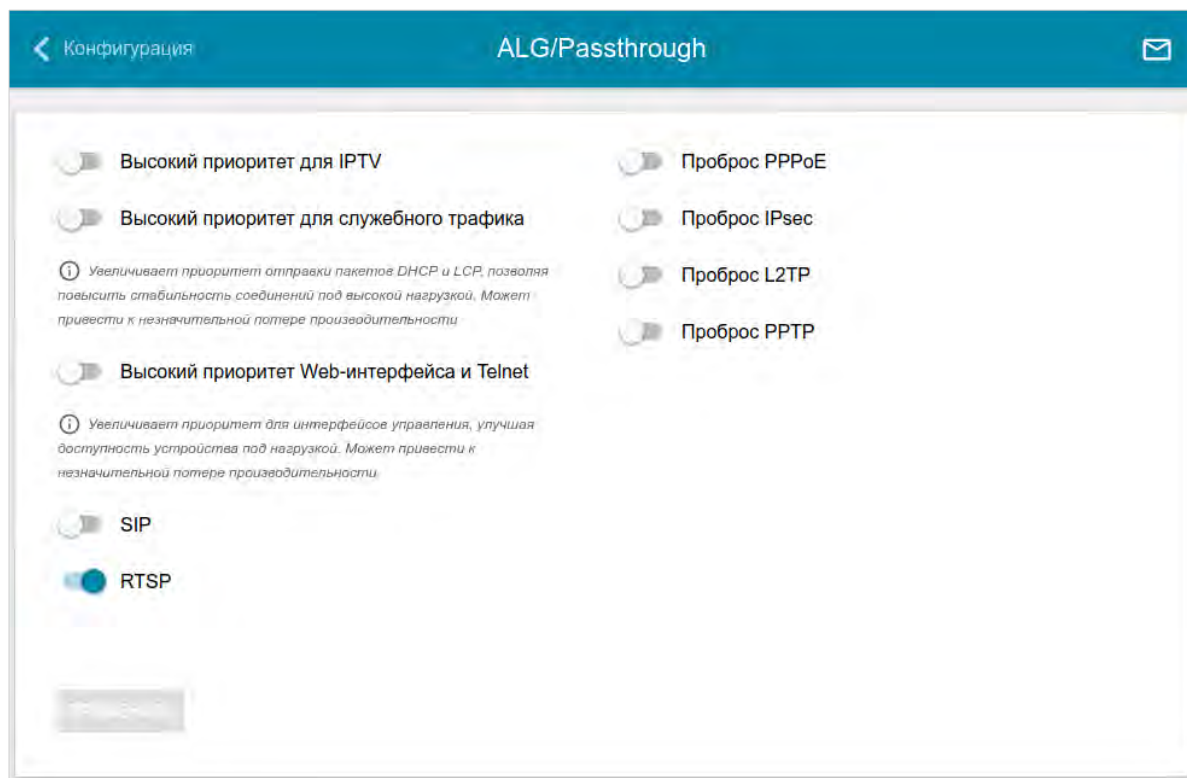 Конфигурация
ALG/Passthrough
Высокий приоритет для IPTV
Высокий приоритет для служебного трафика
Увеличивает приоритет отправки пакетов DHCP и LCP, позволяя
повысить стабильность соединений под высокой нагрузкой. Может
привести к незначительной потере производительности
Высокий приоритет Web-интерфейса и Telnet
Увеличивает приоритет для интерфейсов управления, улучшая
доступность устройства под нагрузкой. Может привести к
незначительной потере производительности
SIP
RTSP
Проброс PPPoE
Проброс IPsec
Проброс L2TP
Проброс PPTP